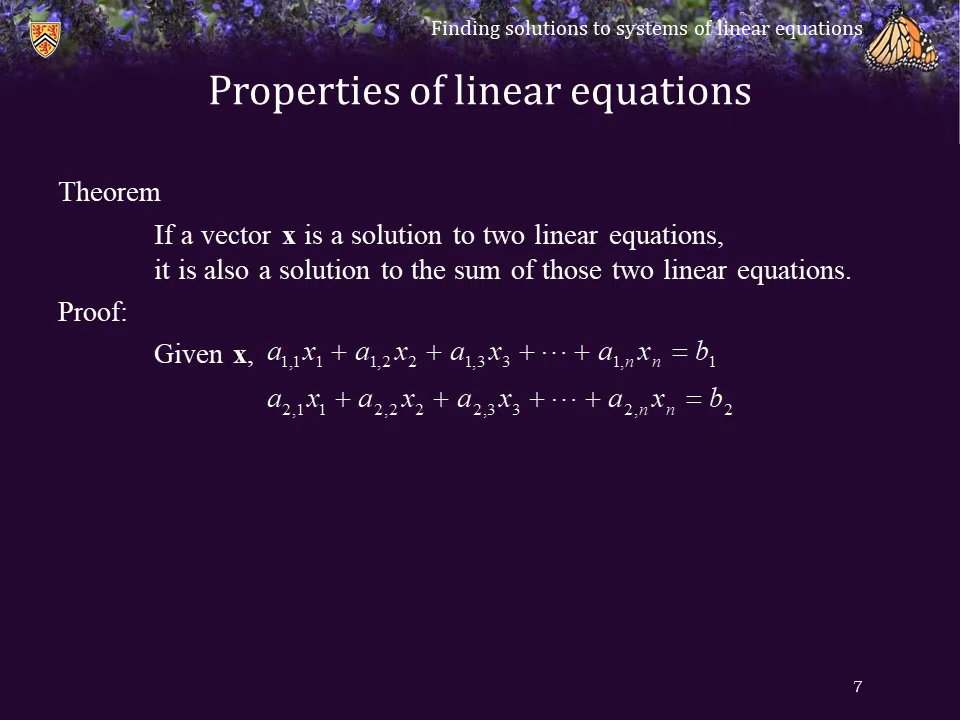 Finding solutions to systems of linear equations
Properties of linear equations
Theorem
If a vector x is a solution to two linear equations,
it is also a solution to the sum of those two linear equations.
Proof:
Given x, a₁,₁x₁ + a₁,₂x₂ + a₁,₃x₃ + ⋯ + a₁,ₙxₙ = b₁
a₂,₁x₁ + a₂,₂x₂ + a₂,₃x₃ + ⋯ + a₂,ₙxₙ = b₂
7